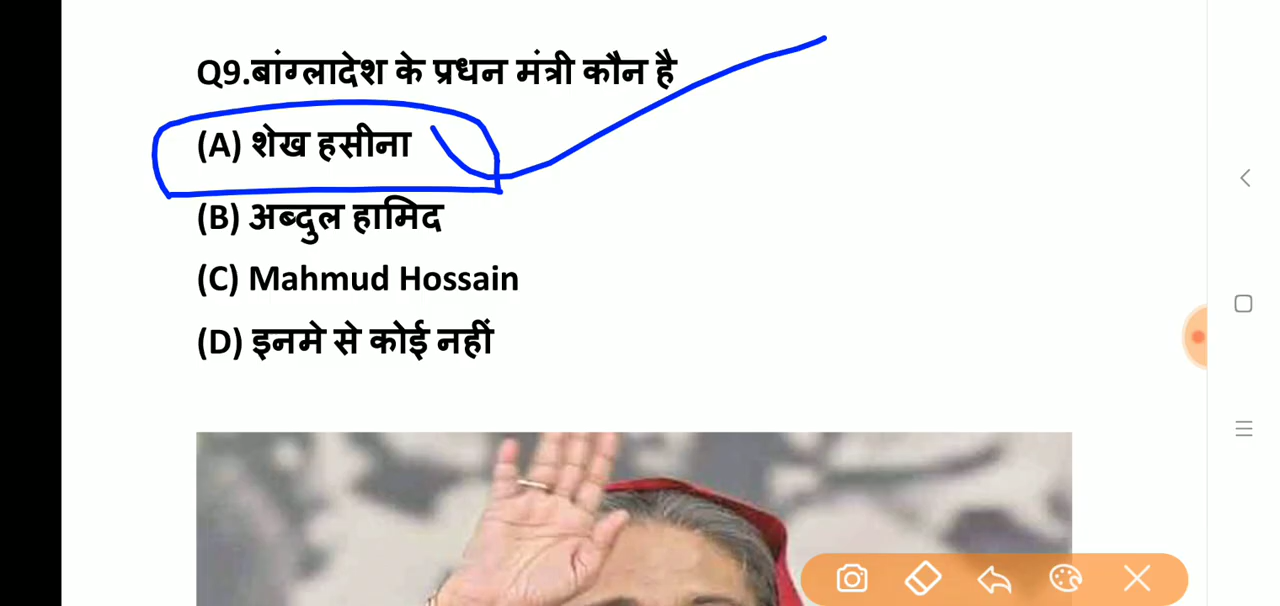 Q9.बांग्लादेश के प्रधन मंत्री कौन है
(A) शेख हसीना
(B) अब्दुल हामिद
(C) Mahmud Hossain
(D) इनमे से कोई नहीं